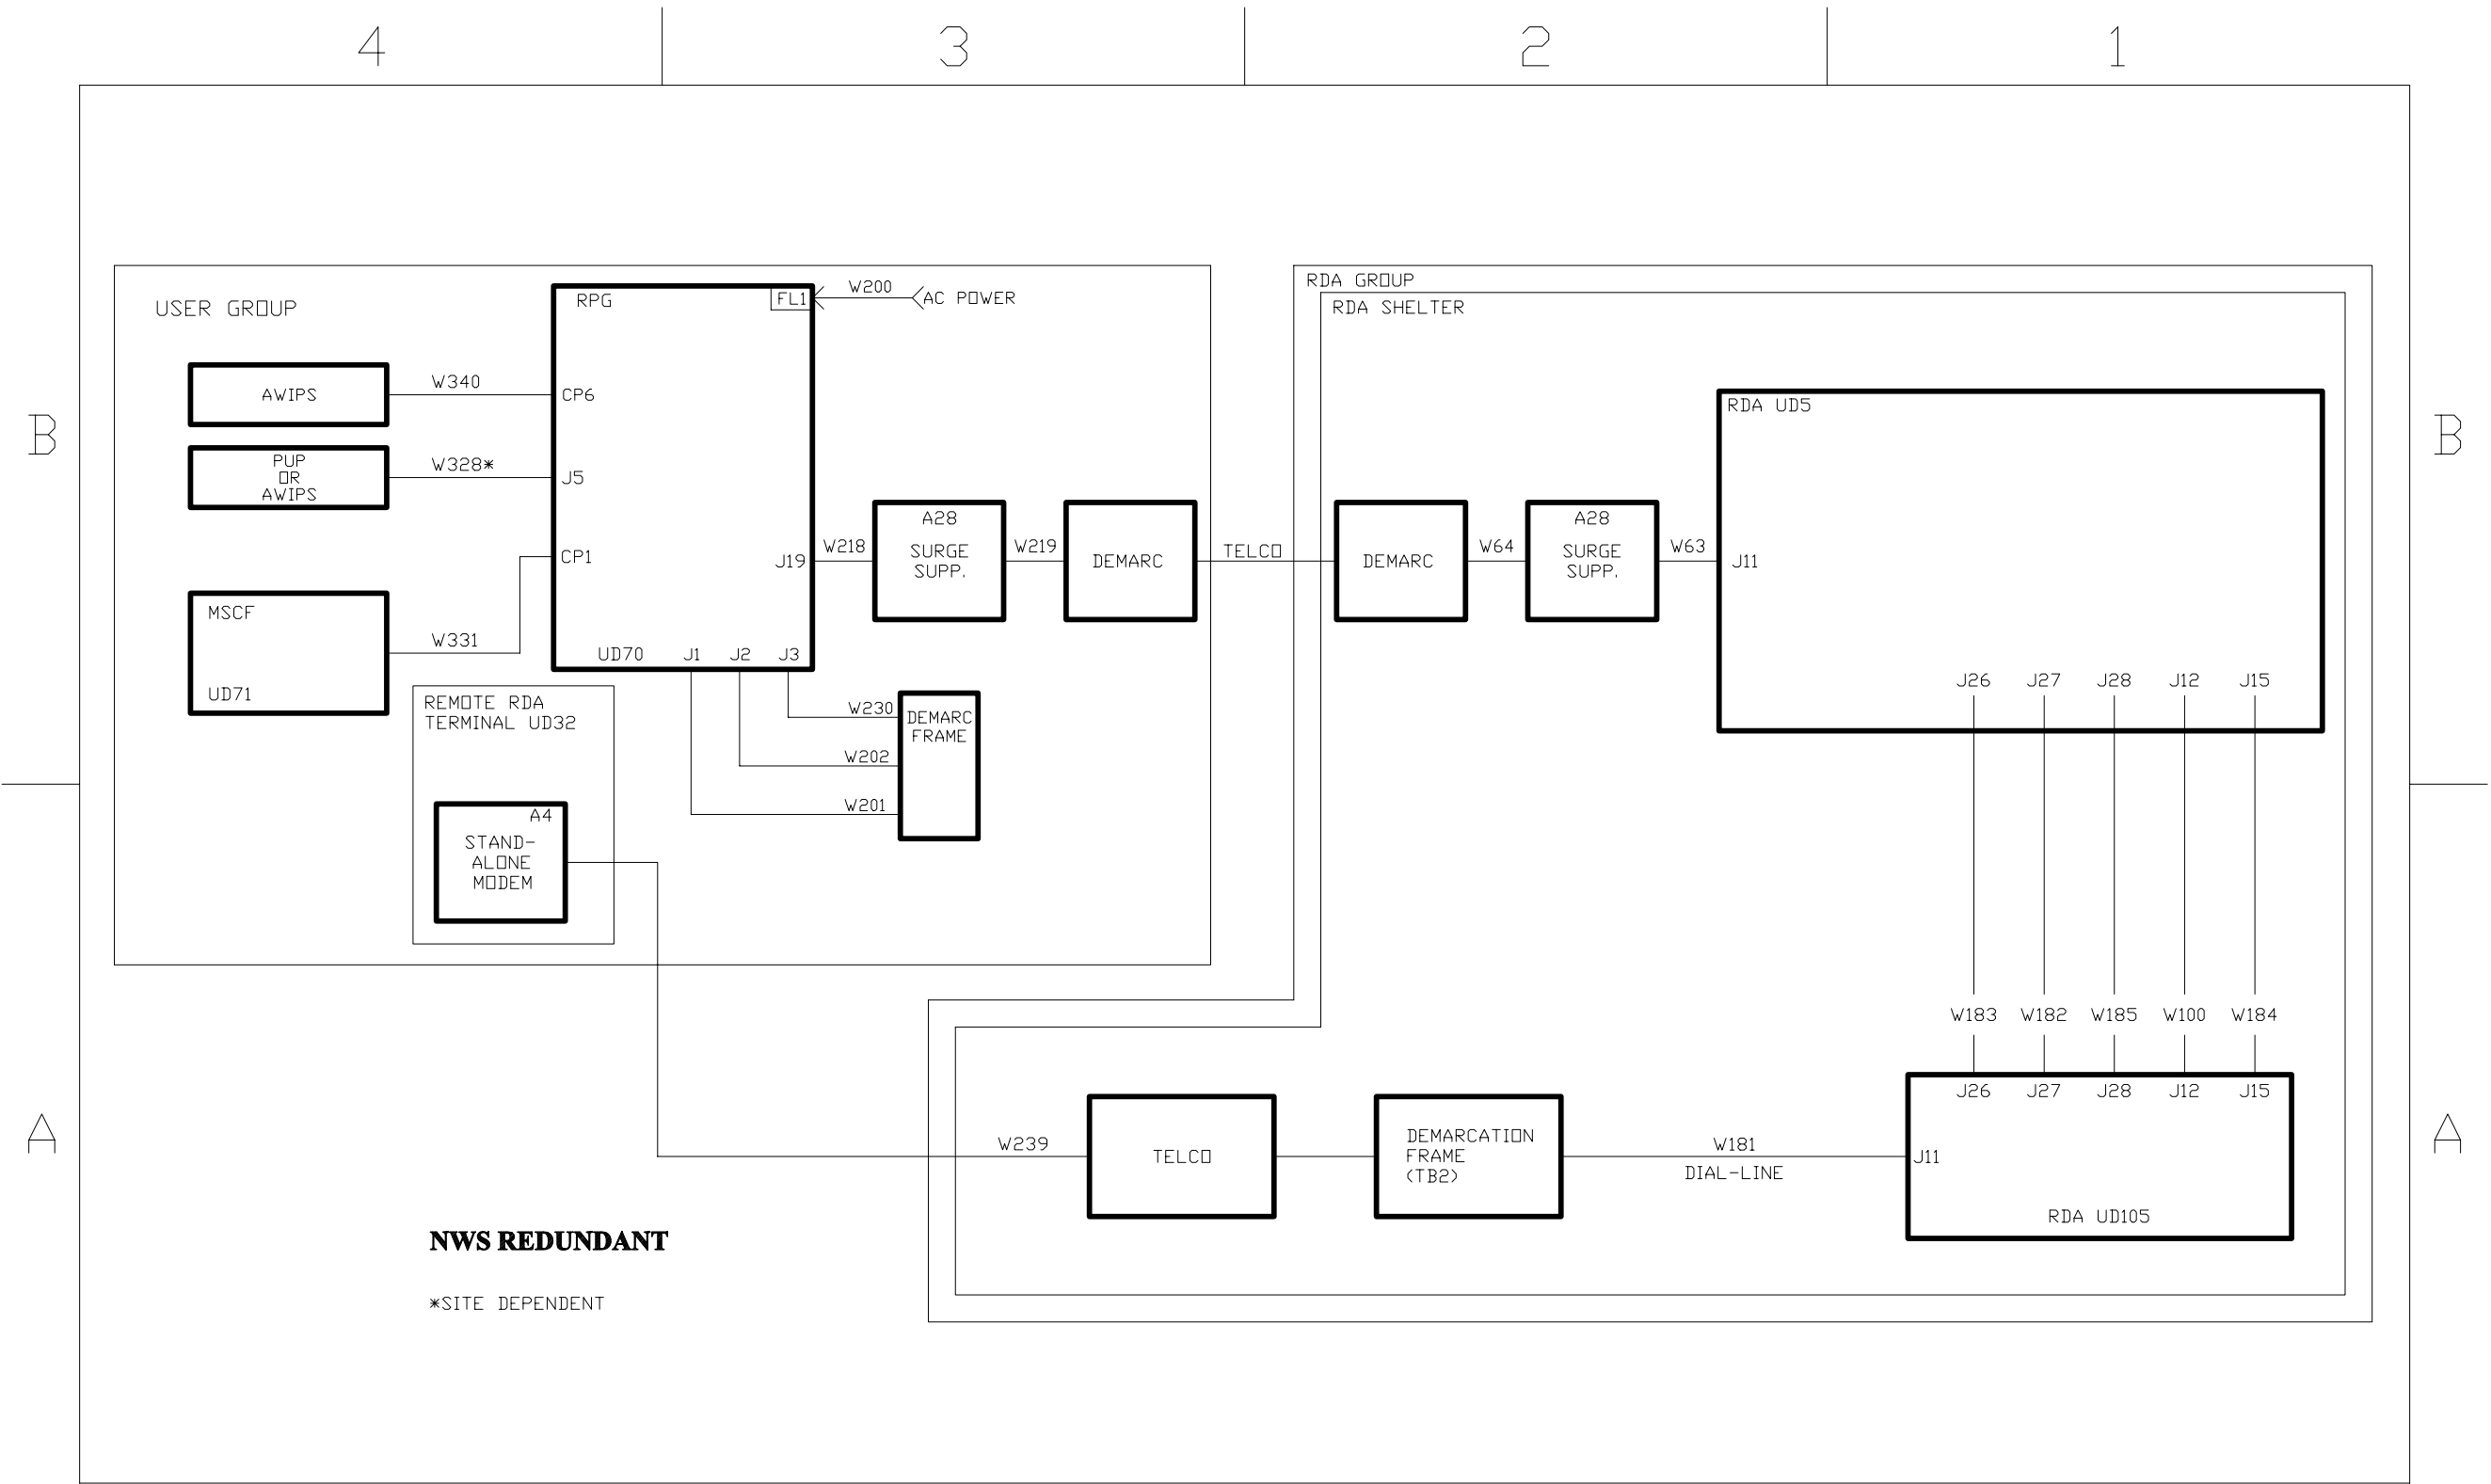 4
3
2
1
B
B
A
A
USER GROUP
RPG
FL1
W200
AC POWER
AWIPS
W340
CP6
PUP
OR
AWIPS
W328*
J5
CP1
MSCF
W331
UD71
UD70
J1
J2
J3
J19
W218
A28
SURGE
SUPP.
W219
DEMARC
TELCO
REMOTE RDA
TERMINAL UD32
A4
STAND-
ALONE
MODEM
W230
W202
W201
DEMARC
FRAME
RDA GROUP
RDA SHELTER
DEMARC
W64
A28
SURGE
SUPP.
W63
RDA UD5
J11
J26
J27
J28
J12
J15
W183
W182
W185
W100
W184
J26
J27
J28
J12
J15
W239
TELCO
DEMARCATION
FRAME
(TB2)
W181
DIAL-LINE
J11
RDA UD105
NWS REDUNDANT
*SITE DEPENDENT